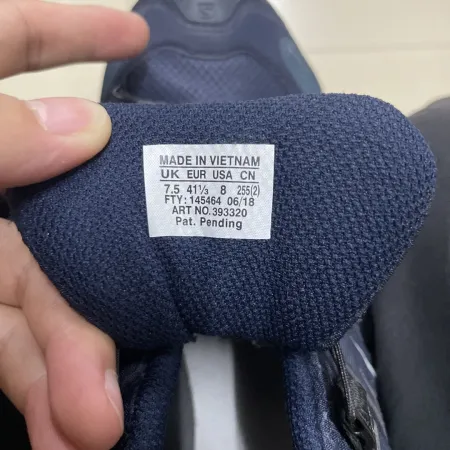 MADE IN VIETNAM
UK EUR USA CN
7.5 41⅓ 8 255(2)
FTY: 145464 06/18
ART NO. 393320
Pat. Pending